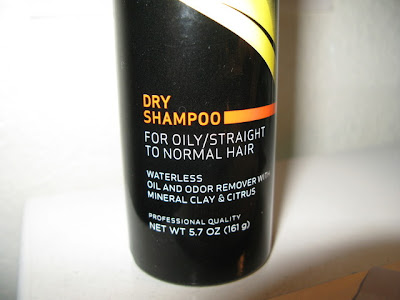 DRY
SHAMPOO
FOR OILY/STRAIGHT
TO NORMAL HAIR
WATERLESS
OIL AND ODOR REMOVER WITH
MINERAL CLAY & CITRUS
PROFESSIONAL QUALITY
NET WT 5.7 OZ (161 g)